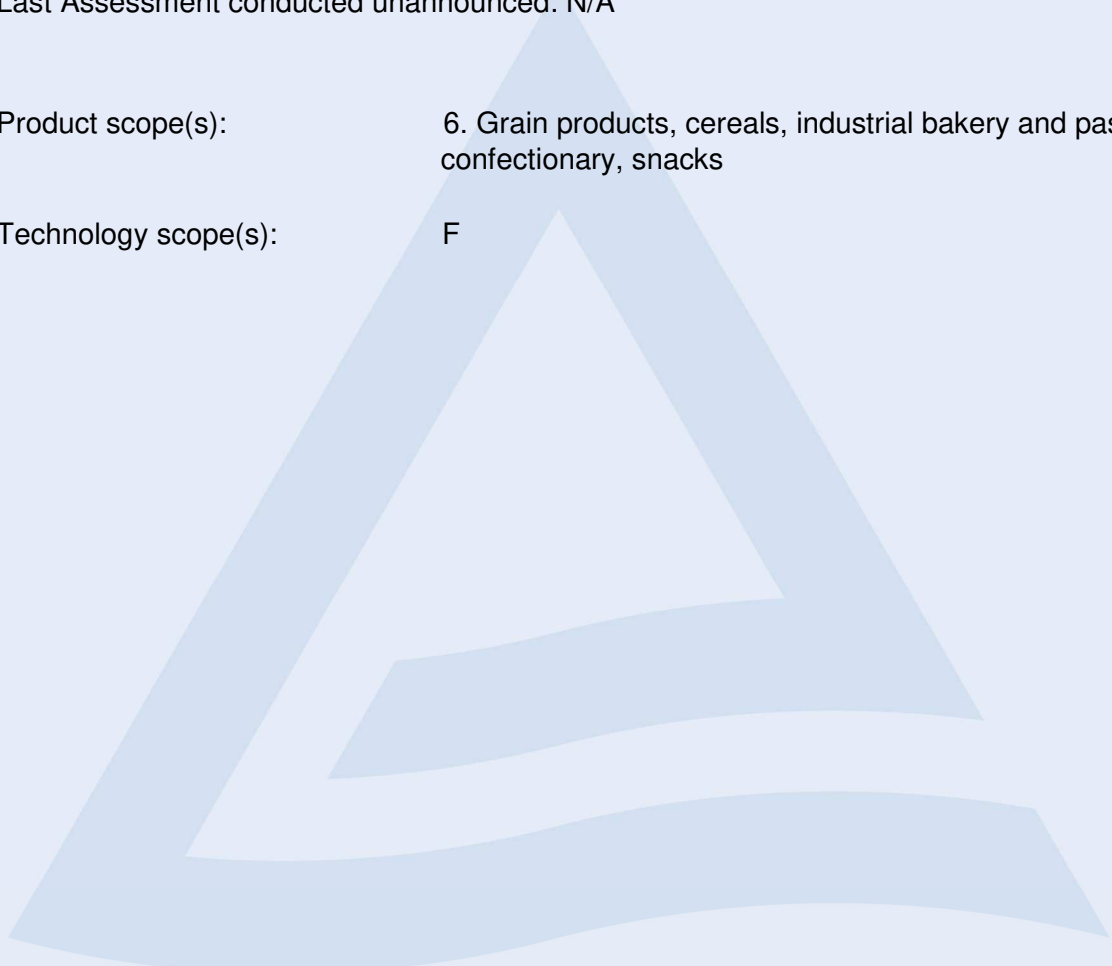 Last Assessment conducted unannounced: N/A
Product scope(s): 6. Grain products, cereals, industrial bakery and
confectionary, snacks
Technology scope(s): F